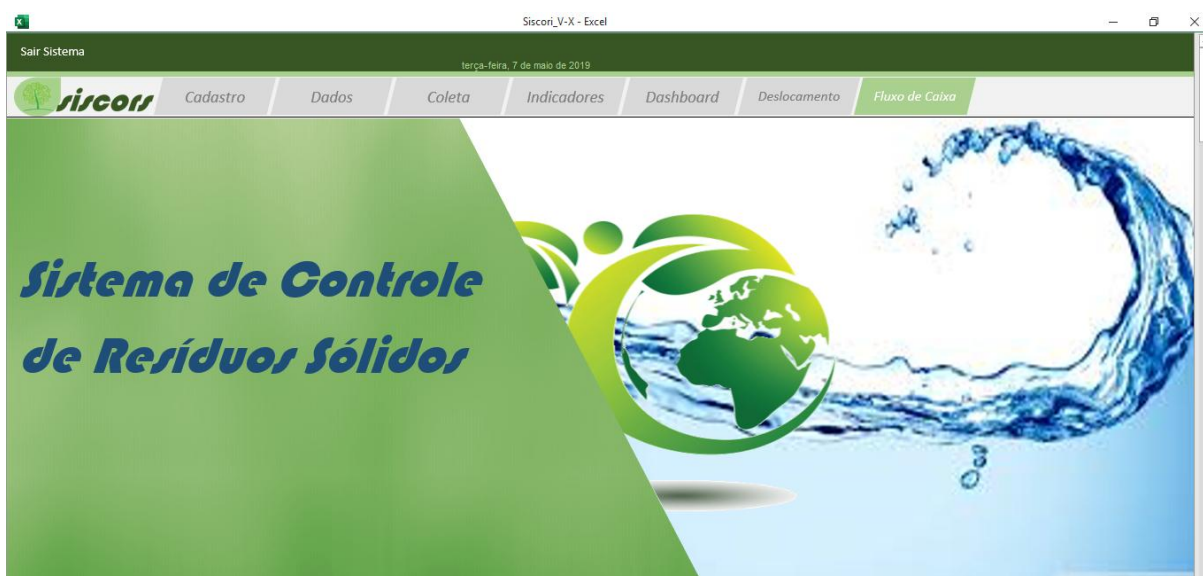 Siscori_V-X - Excel
Sair Sistema
terça-feira, 7 de maio de 2019
siscors Cadastro Dados Coleta Indicadores Dashboard Deslocamento Fluxo de Caixa
Sistema de Controle
de Resíduos Sólidos